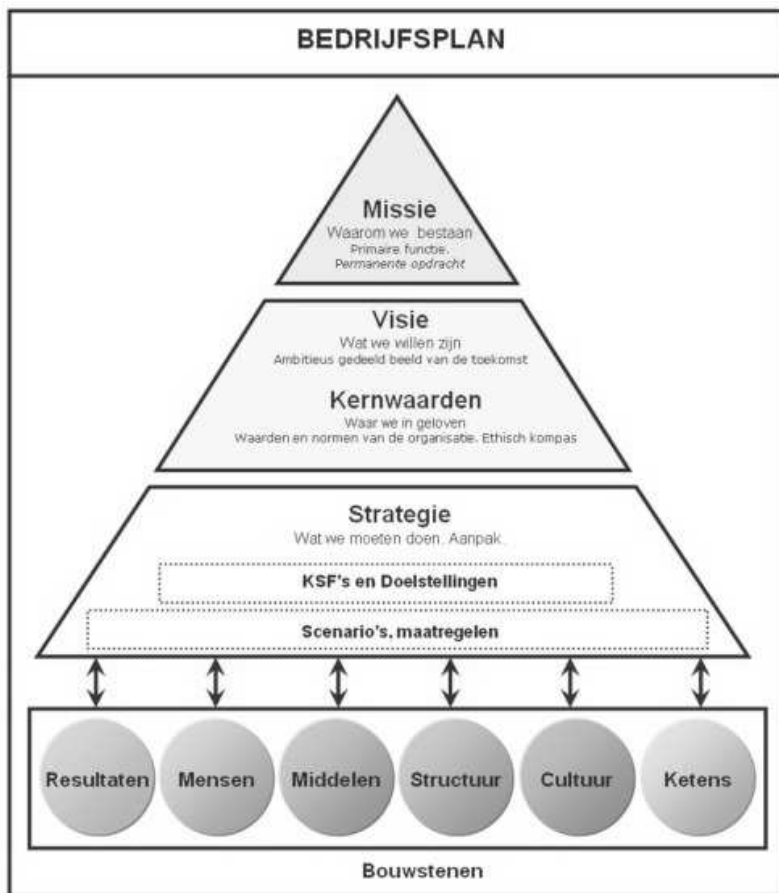 BEDRIJFSPLAN
Missie
Waarom we bestaan
Primaire functie.
Permanente opdracht
Visie
Wat we willen zijn
Ambitieus gedeeld beeld van de toekomst
Kernwaarden
Waar we in geloven
Waarden en normen van de organisatie. Ethisch kompas
Strategie
Wat we moeten doen. Aanpak.
KSF's en Doelstellingen
Scenario's, maatregelen
Resultaten Mensen Middelen Structuur Cultuur Ketens
Bouwstenen